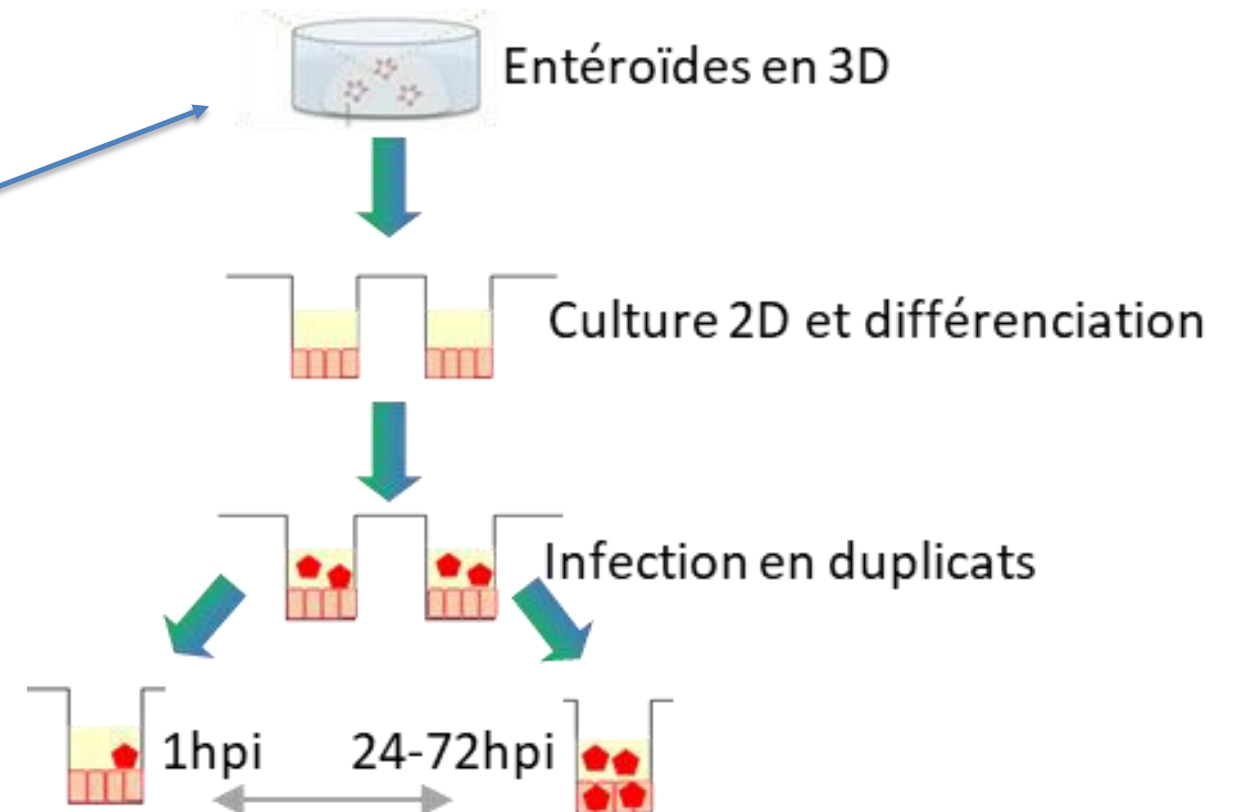 Entéroïdes en 3D
Culture 2D et différenciation
Infection en duplicats
1hpi
24-72hpi